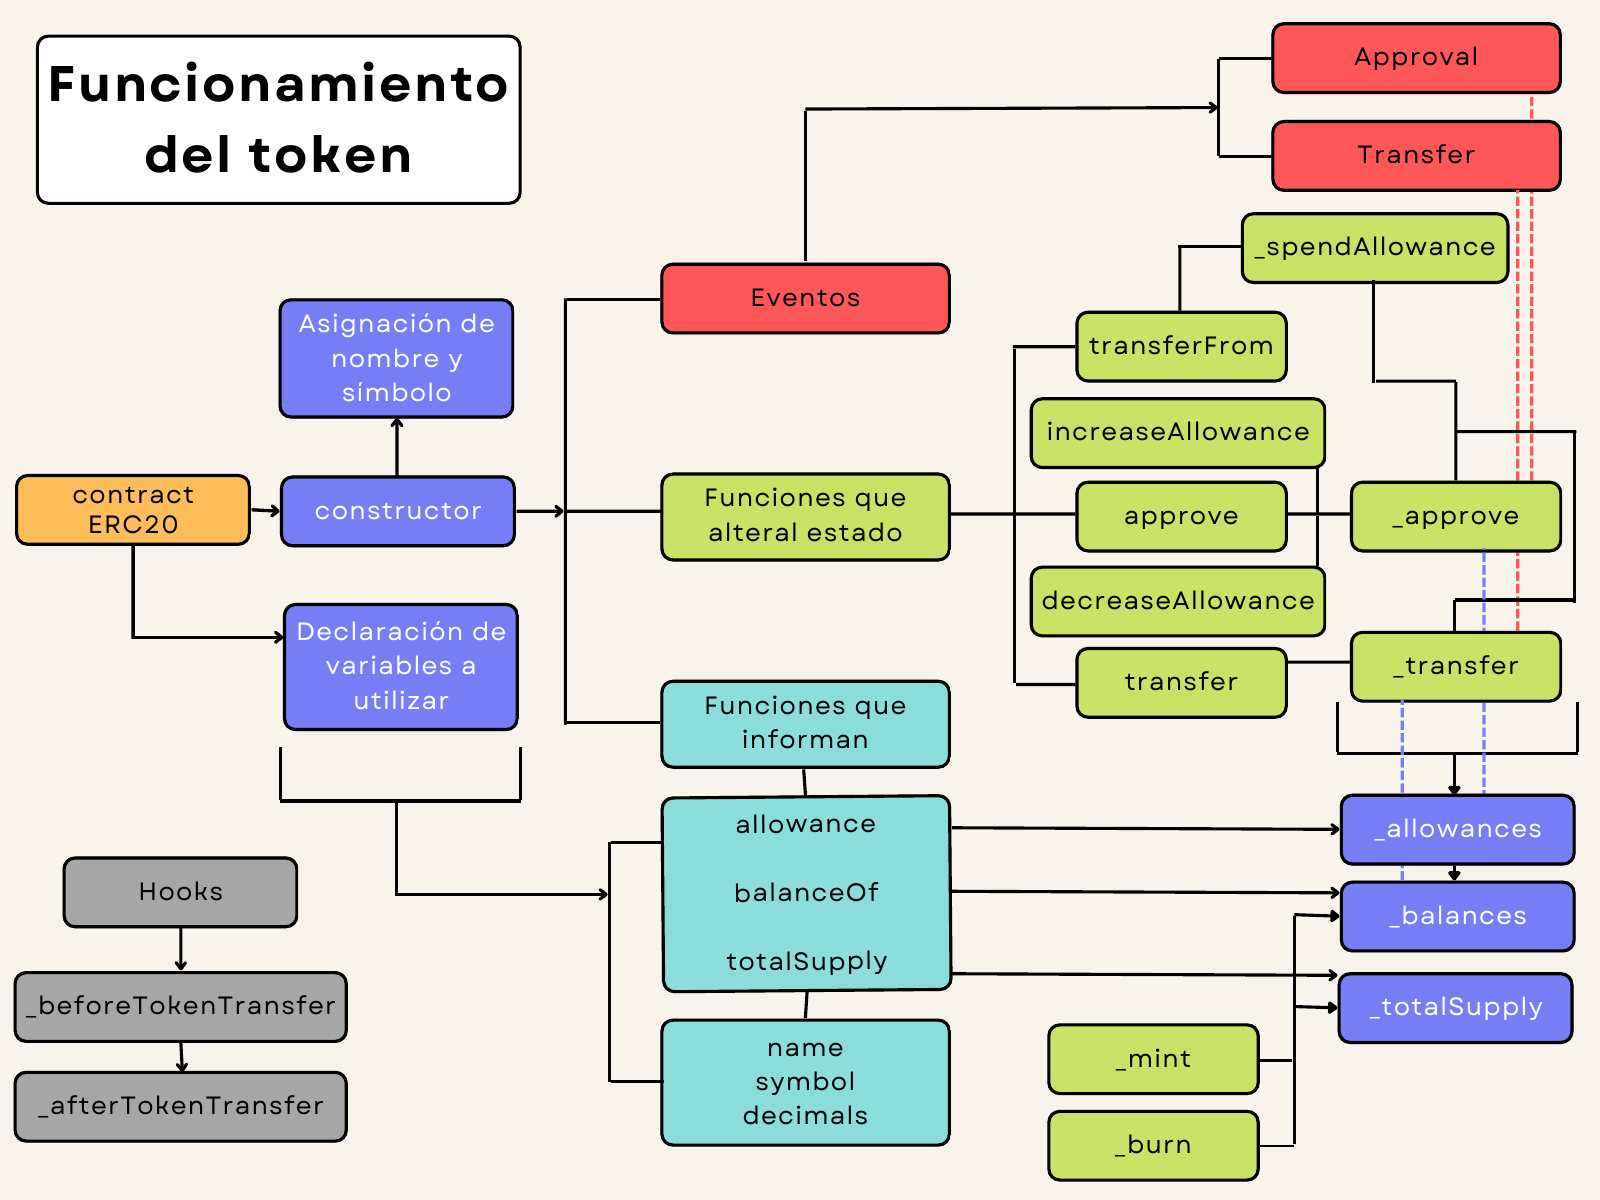 Funcionamiento
del token
Approval
Transfer
_spendAllowance
Eventos
Asignación de
nombre y
símbolo
transferFrom
increaseAllowance
contract
ERC20
constructor
Funciones que
alteral estado
approve
_approve
decreaseAllowance
Declaración de
variables a
utilizar
transfer
_transfer
Funciones que
informan
allowance
balanceOf
totalSupply
_allowances
_balances
_totalSupply
Hooks
_beforeTokenTransfer
_afterTokenTransfer
name
symbol
decimals
_mint
_burn